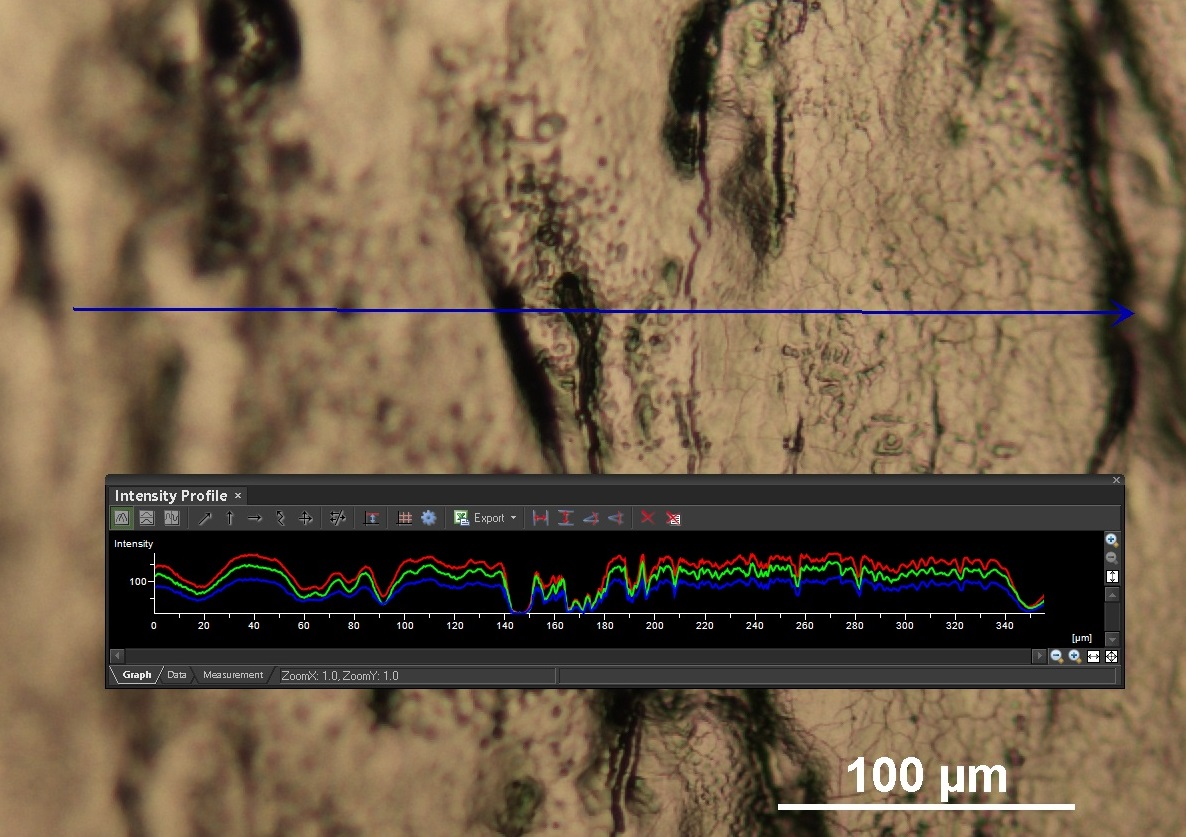 Intensity Profile ×
Export
Intensity
100
0 20 40 60 80 100 120 140 160 180 200 220 240 260 280 300 320 340
[µm]
Graph Data Measurement ZoomX: 1.0, ZoomY: 1.0
100 µm